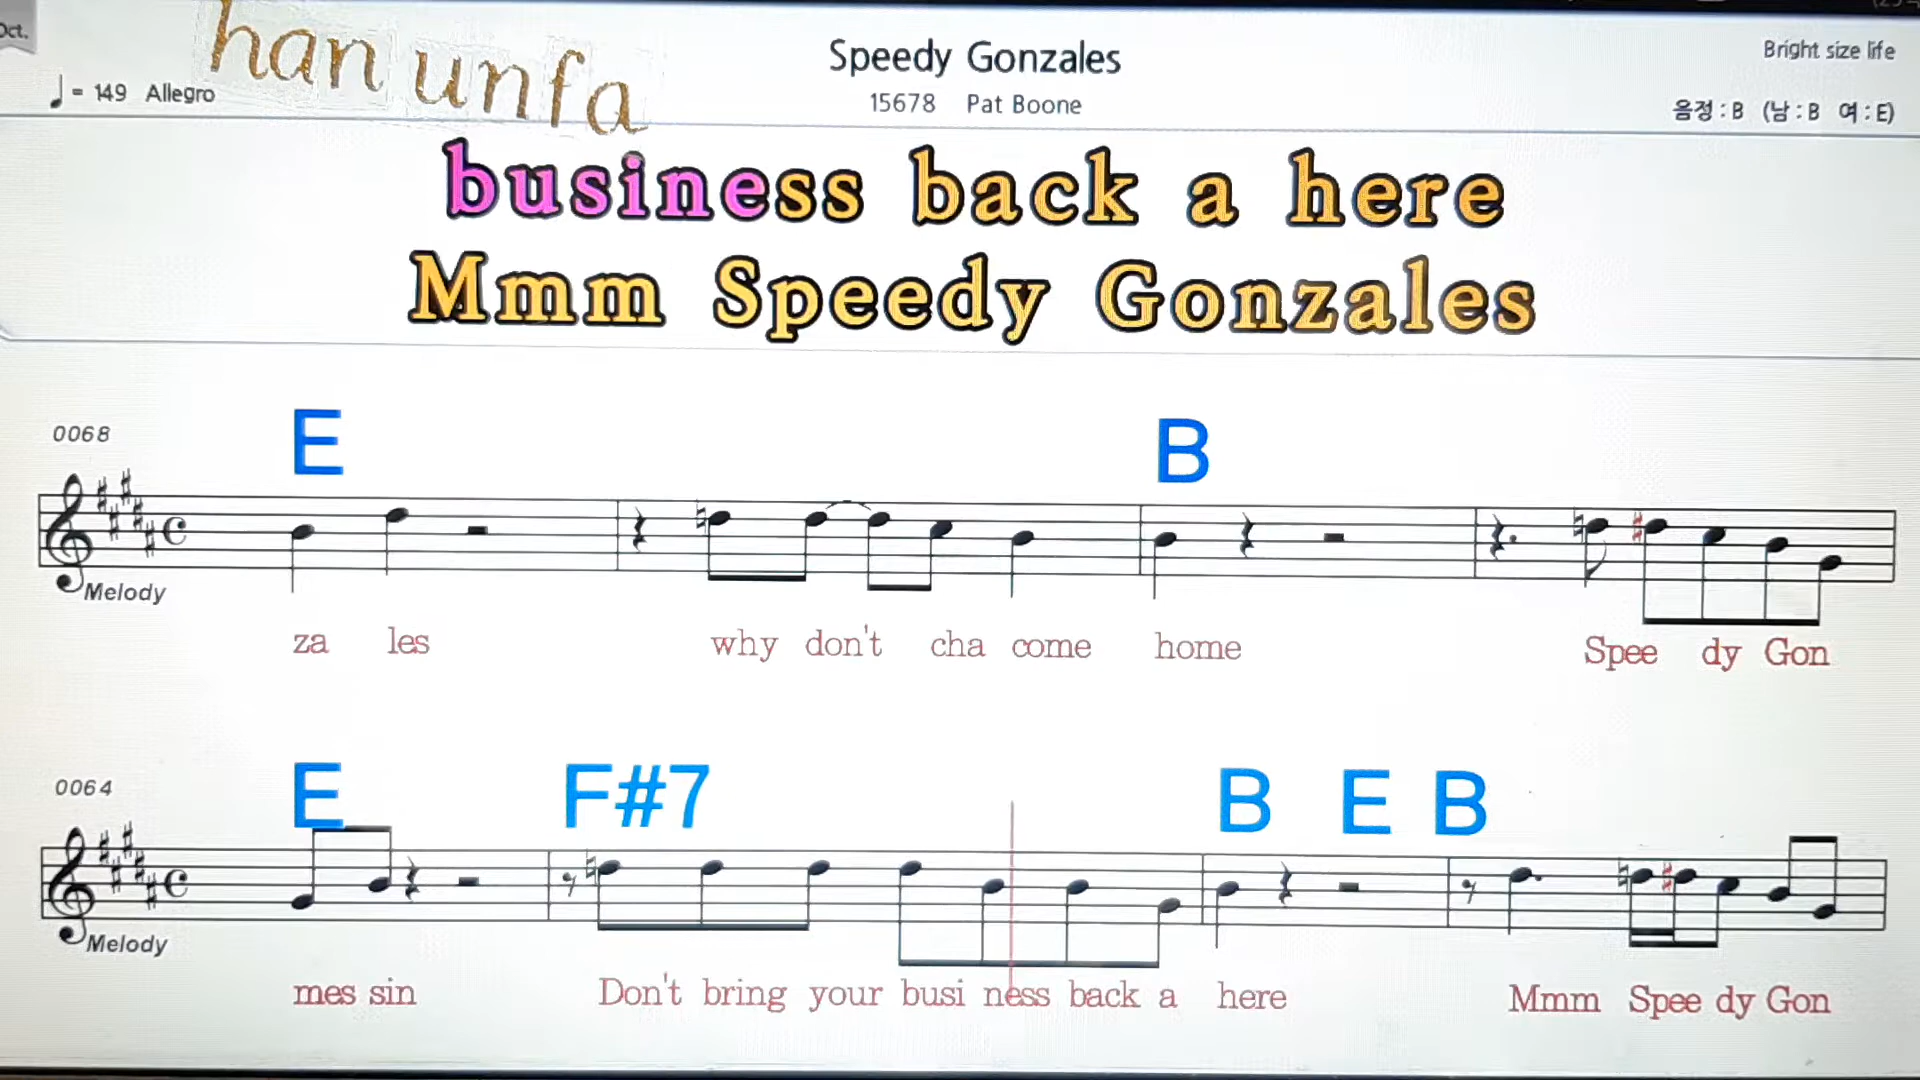 Oct.
han unfa
Speedy Gonzales
Bright size life
♩ = 149 Allegro
15678 Pat Boone
음정 : B (남 : B 여 : E)
business back a here
Mmm Speedy Gonzales
0068
E B
Melody
za les why don't cha come home Spee dy Gon
0064
E F#7 B E B
Melody
mes sin Don't bring your busi ness back a here Mmm Spee dy Gon